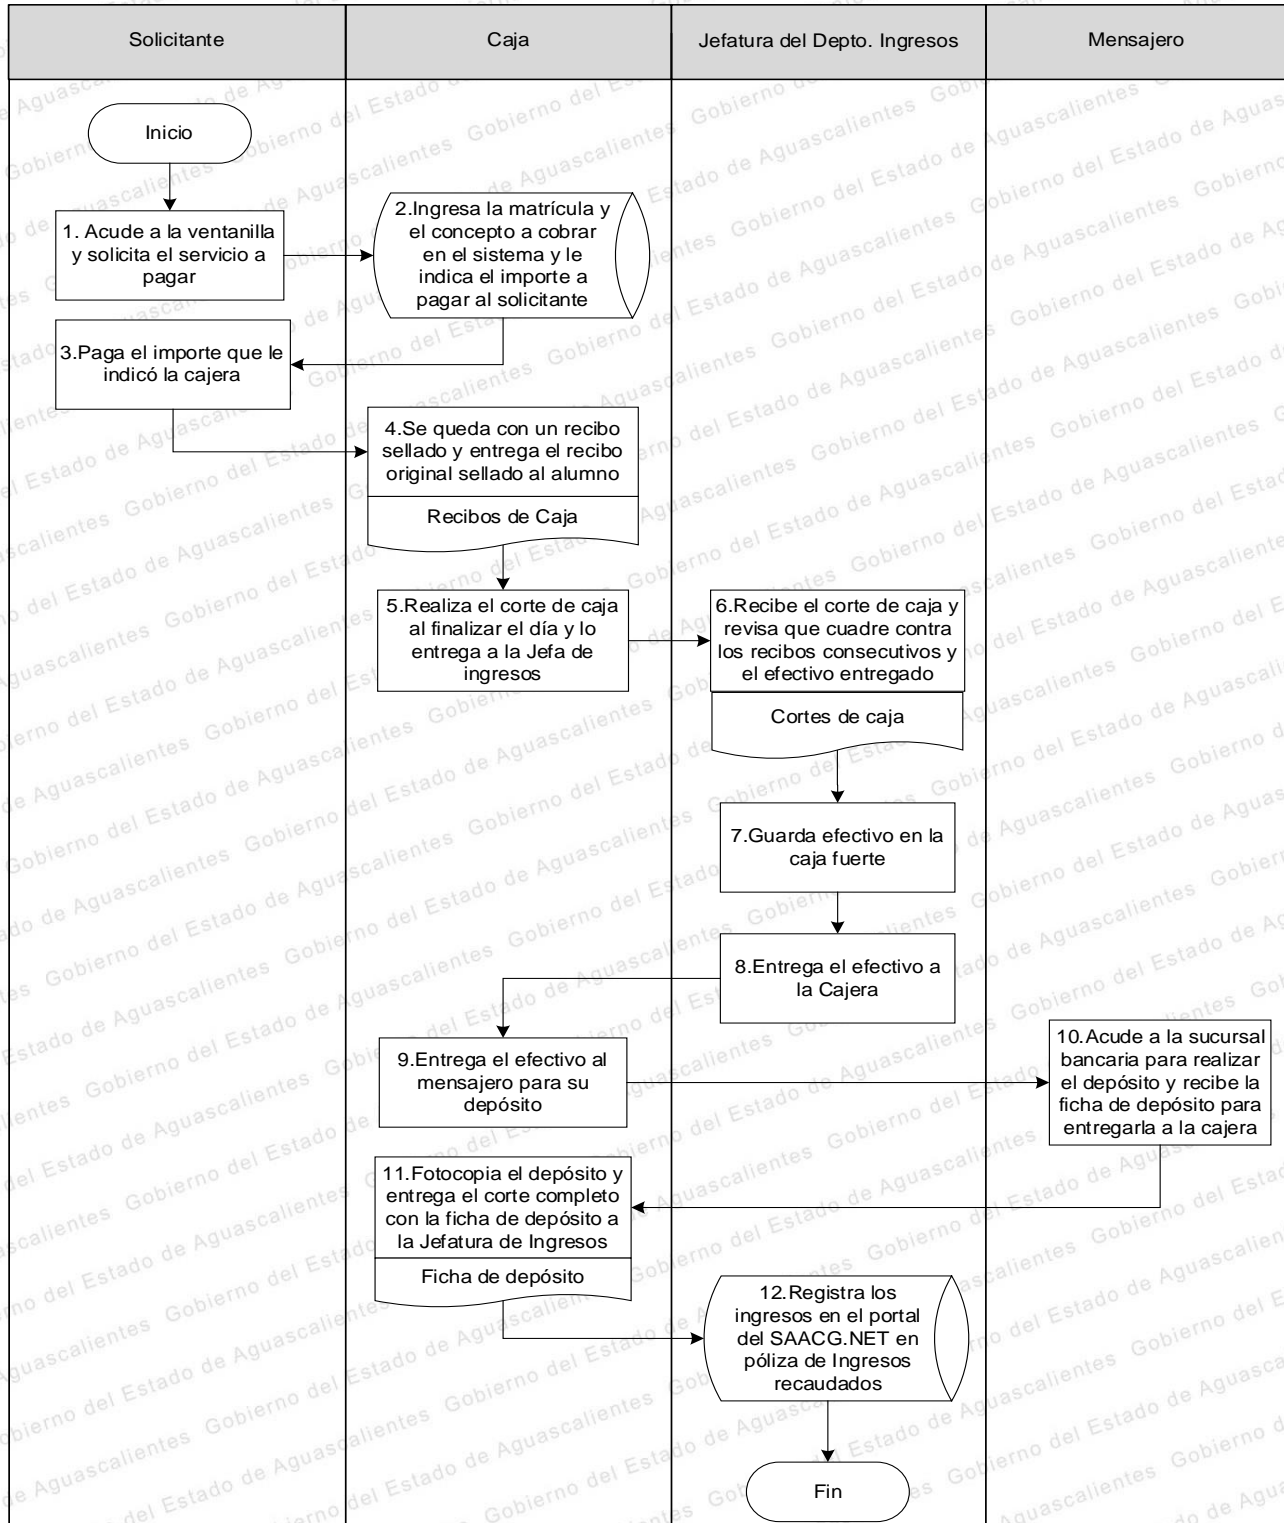 Solicitante
Caja
Jefatura del Depto. Ingresos
Mensajero
Inicio
1. Acude a la ventanilla
y solicita el servicio a
pagar
2.Ingresa la matrícula y
el concepto a cobrar
en el sistema y le
indica el importe a
pagar al solicitante
3.Paga el importe que le
indicó la cajera
4.Se queda con un recibo
sellado y entrega el recibo
original sellado al alumno
Recibos de Caja
5.Realiza el corte de caja
al finalizar el día y lo
entrega a la Jefa de
ingresos
6.Recibe el corte de caja y
revisa que cuadre contra
los recibos consecutivos y
el efectivo entregado
Cortes de caja
7.Guarda efectivo en la
caja fuerte
8.Entrega el efectivo a
la Cajera
9.Entrega el efectivo al
mensajero para su
depósito
10.Acude a la sucursal
bancaria para realizar
el depósito y recibe la
ficha de depósito para
entregarla a la cajera
11.Fotocopia el depósito y
entrega el corte completo
con la ficha de depósito a
la Jefatura de Ingresos
Ficha de depósito
12.Registra los
ingresos en el portal
del SAACG.NET en
póliza de Ingresos
recaudados
Fin
Gobierno del Estado de Aguascalientes